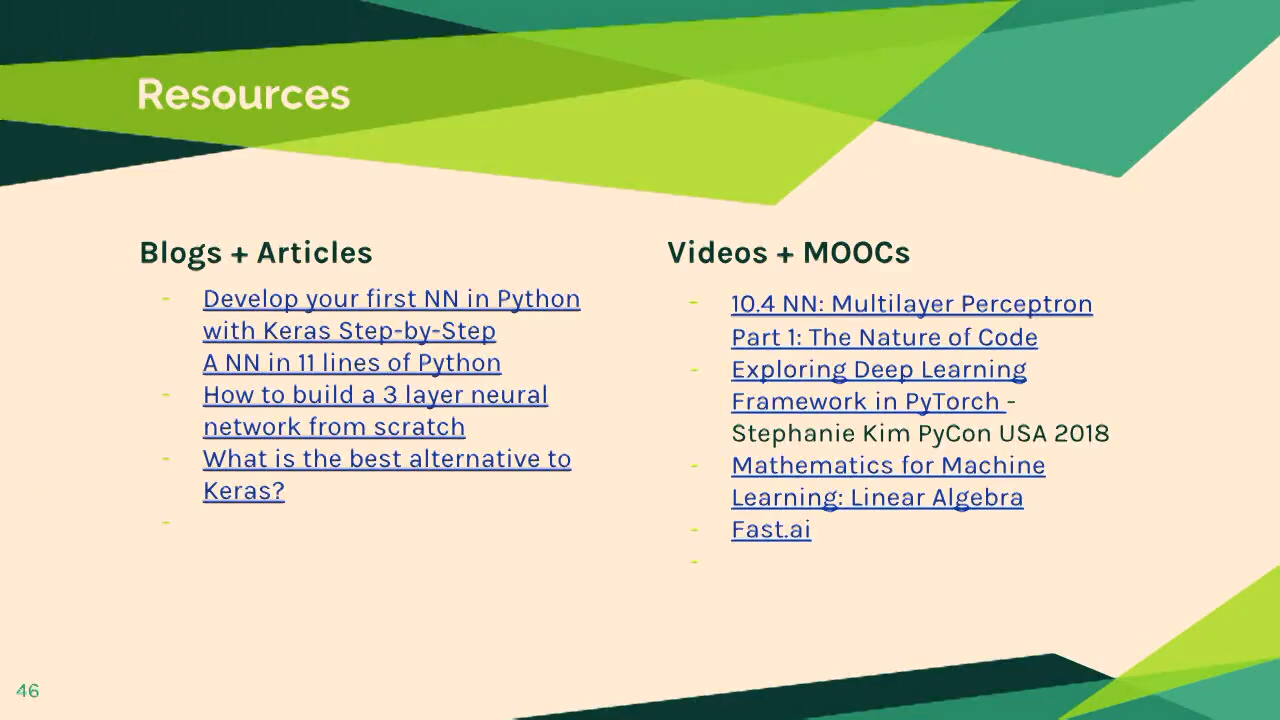 Resources
Blogs + Articles
- Develop your first NN in Python
with Keras Step-by-Step
A NN in 11 lines of Python
- How to build a 3 layer neural
network from scratch
- What is the best alternative to
Keras?
-
Videos + MOOCs
- 10.4 NN: Multilayer Perceptron
Part 1: The Nature of Code
- Exploring Deep Learning
Framework in PyTorch -
Stephanie Kim PyCon USA 2018
- Mathematics for Machine
Learning: Linear Algebra
- Fast.ai
-
46